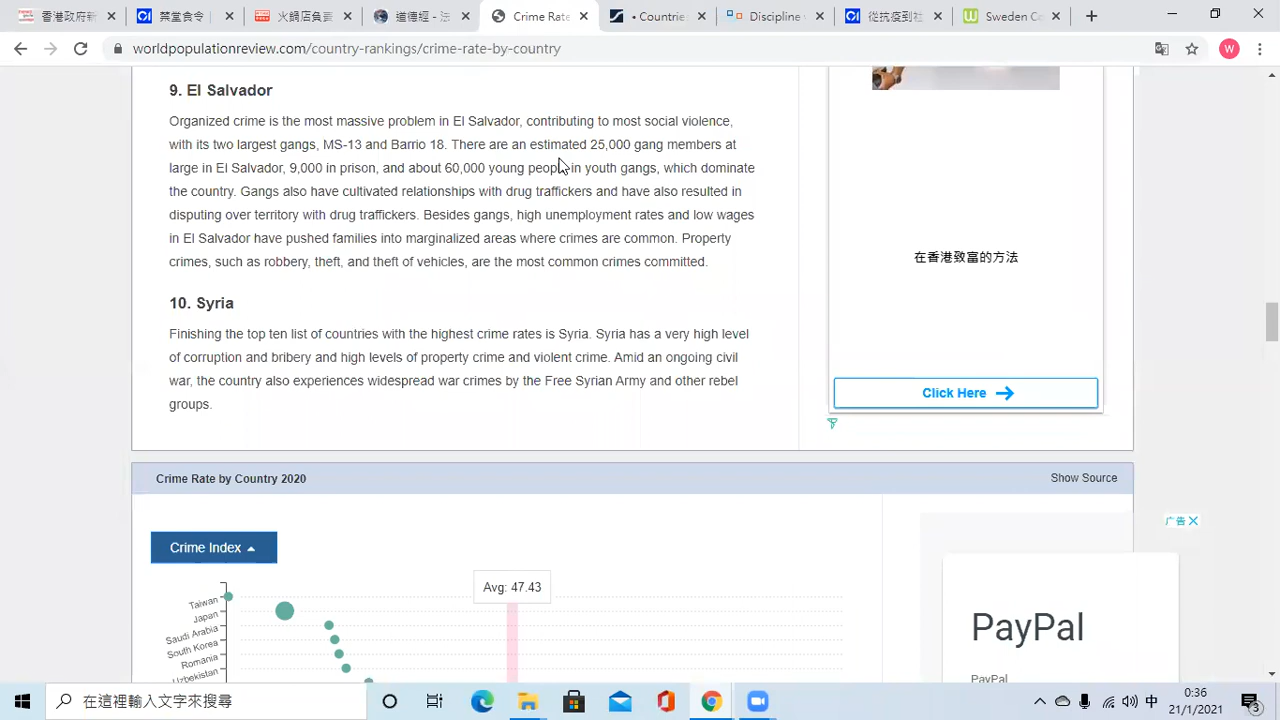 香港政府新
文匯店負責
道達耶 - 汉
Crime Rate
• Countrie
Discipline v
從抗疫到社
Sweden Co
worldpopulationreview.com/country-rankings/crime-rate-by-country
W
9. El Salvador
Organized crime is the most massive problem in El Salvador, contributing to most social violence,
with its two largest gangs, MS-13 and Barrio 18. There are an estimated 25,000 gang members at
large in El Salvador, 9,000 in prison, and about 60,000 young people in youth gangs, which dominate
the country. Gangs also have cultivated relationships with drug traffickers and have also resulted in
disputing over territory with drug traffickers. Besides gangs, high unemployment rates and low wages
in El Salvador have pushed families into marginalized areas where crimes are common. Property
crimes, such as robbery, theft, and theft of vehicles, are the most common crimes committed.
在香港致富的方法
10. Syria
Finishing the top ten list of countries with the highest crime rates is Syria. Syria has a very high level
of corruption and bribery and high levels of property crime and violent crime. Amid an ongoing civil
war, the country also experiences widespread war crimes by the Free Syrian Army and other rebel
groups.
Click Here
Crime Rate by Country 2020
Show Source
广告
Crime Index
Avg: 47.43
Taiwan
Japan
Saudi Arabia
South Korea
Romania
Uzbekistan
PayPal
PayPal
在這裡輸入文字來搜尋
中
0:36
21/1/2021
3